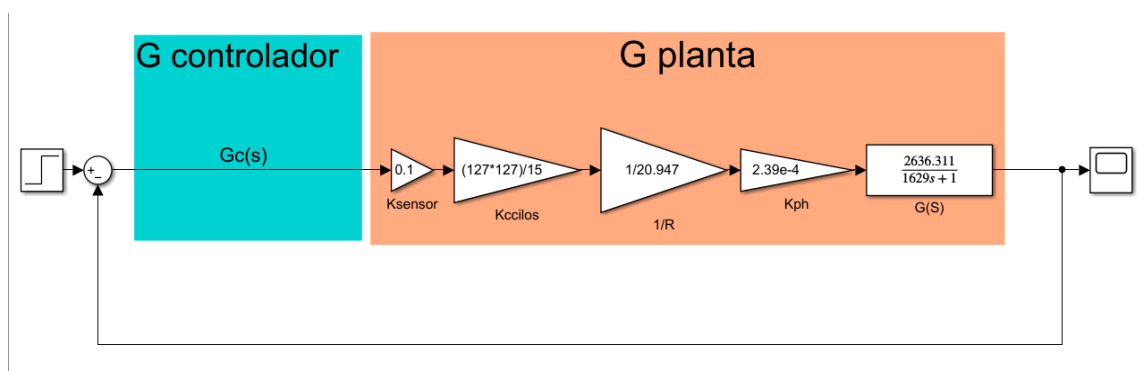 G controlador
G planta
+
−
Gc(s)
0.1
Ksensor
(127*127)/15
Kccilos
1/20.947
1/R
2.39e-4
Kph
2636.311
1629s + 1
G(S)